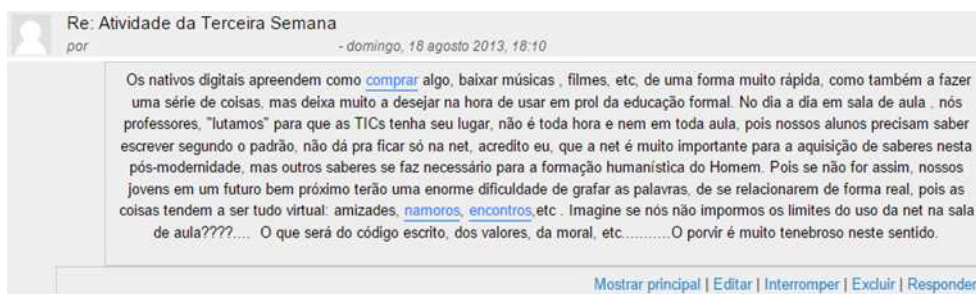 Re: Atividade da Terceira Semana
por - domingo, 18 agosto 2013, 18:10
Os nativos digitais apreendem como comprar algo, baixar músicas , filmes, etc, de uma forma muito rápida, como também a fazer
uma série de coisas, mas deixa muito a desejar na hora de usar em prol da educação formal. No dia a dia em sala de aula , nós
professores, "lutamos" para que as TICs tenha seu lugar, não é toda hora e nem em toda aula, pois nossos alunos precisam saber
escrever segundo o padrão, não dá pra ficar só na net, acredito eu, que a net é muito importante para a aquisição de saberes nesta
pós-modernidade, mas outros saberes se faz necessário para a formação humanística do Homem. Pois se não for assim, nossos
jovens em um futuro bem próximo terão uma enorme dificuldade de grafar as palavras, de se relacionarem de forma real, pois as
coisas tendem a ser tudo virtual: amizades, namoros, encontros,etc . Imagine se nós não impormos os limites do uso da net na sala
de aula????.... O que será do código escrito, dos valores, da moral, etc...........O porvir é muito tenebroso neste sentido.
Mostrar principal | Editar | Interromper | Excluir | Responder